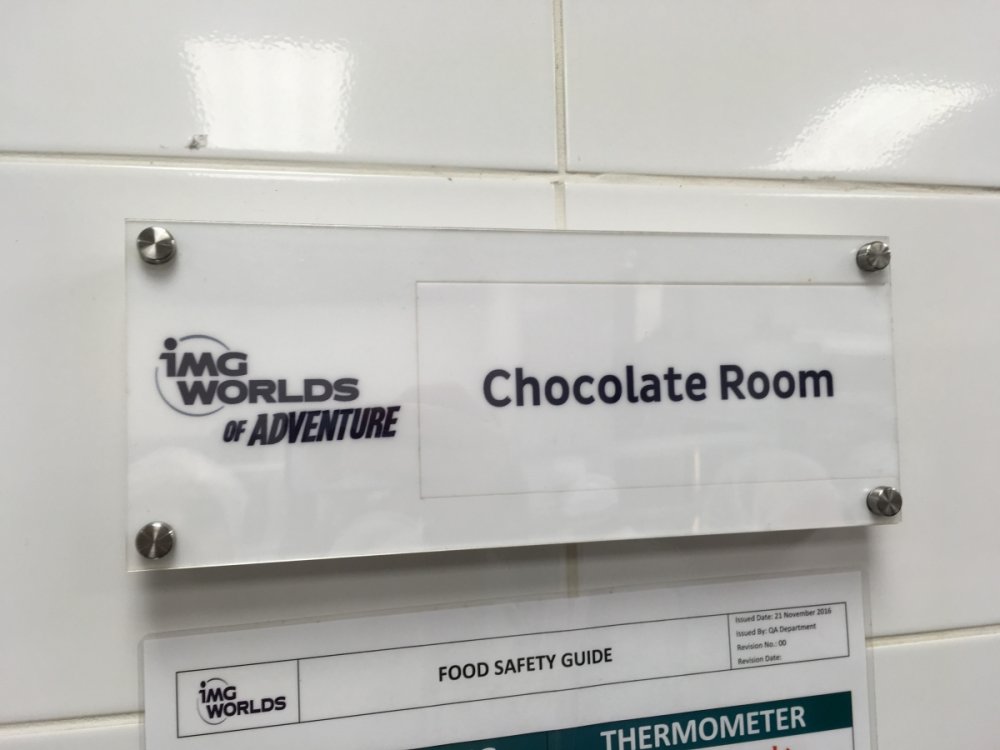 iMG
WORLDS
OF ADVENTURE
Chocolate Room
iMG
WORLDS
FOOD SAFETY GUIDE
Issued Date: 21 November 2016
Issued By: QA Department
Revision No.: 00
Revision Date:
THERMOMETER